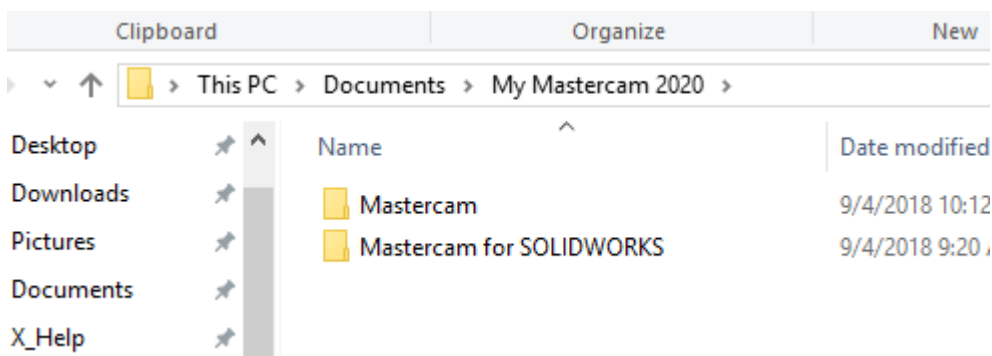 Clipboard Organize New
This PC > Documents > My Mastercam 2020 >
Desktop Name Date modified
Downloads Mastercam 9/4/2018 10:12
Pictures Mastercam for SOLIDWORKS 9/4/2018 9:20
Documents
X_Help